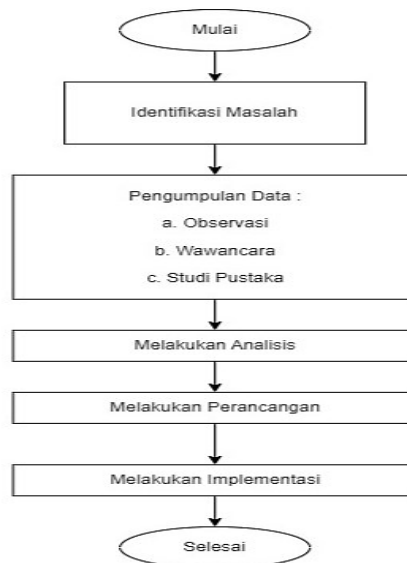 Mulai
Identifikasi Masalah
Pengumpulan Data :
a. Observasi
b. Wawancara
c. Studi Pustaka
Melakukan Analisis
Melakukan Perancangan
Melakukan Implementasi
Selesai